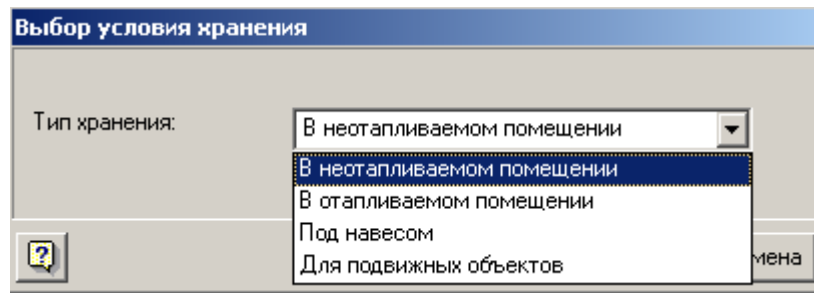 Выбор условия хранения
Тип хранения:
В неотапливаемом помещении
В неотапливаемом помещении
В отапливаемом помещении
Под навесом
Для подвижных объектов
мена